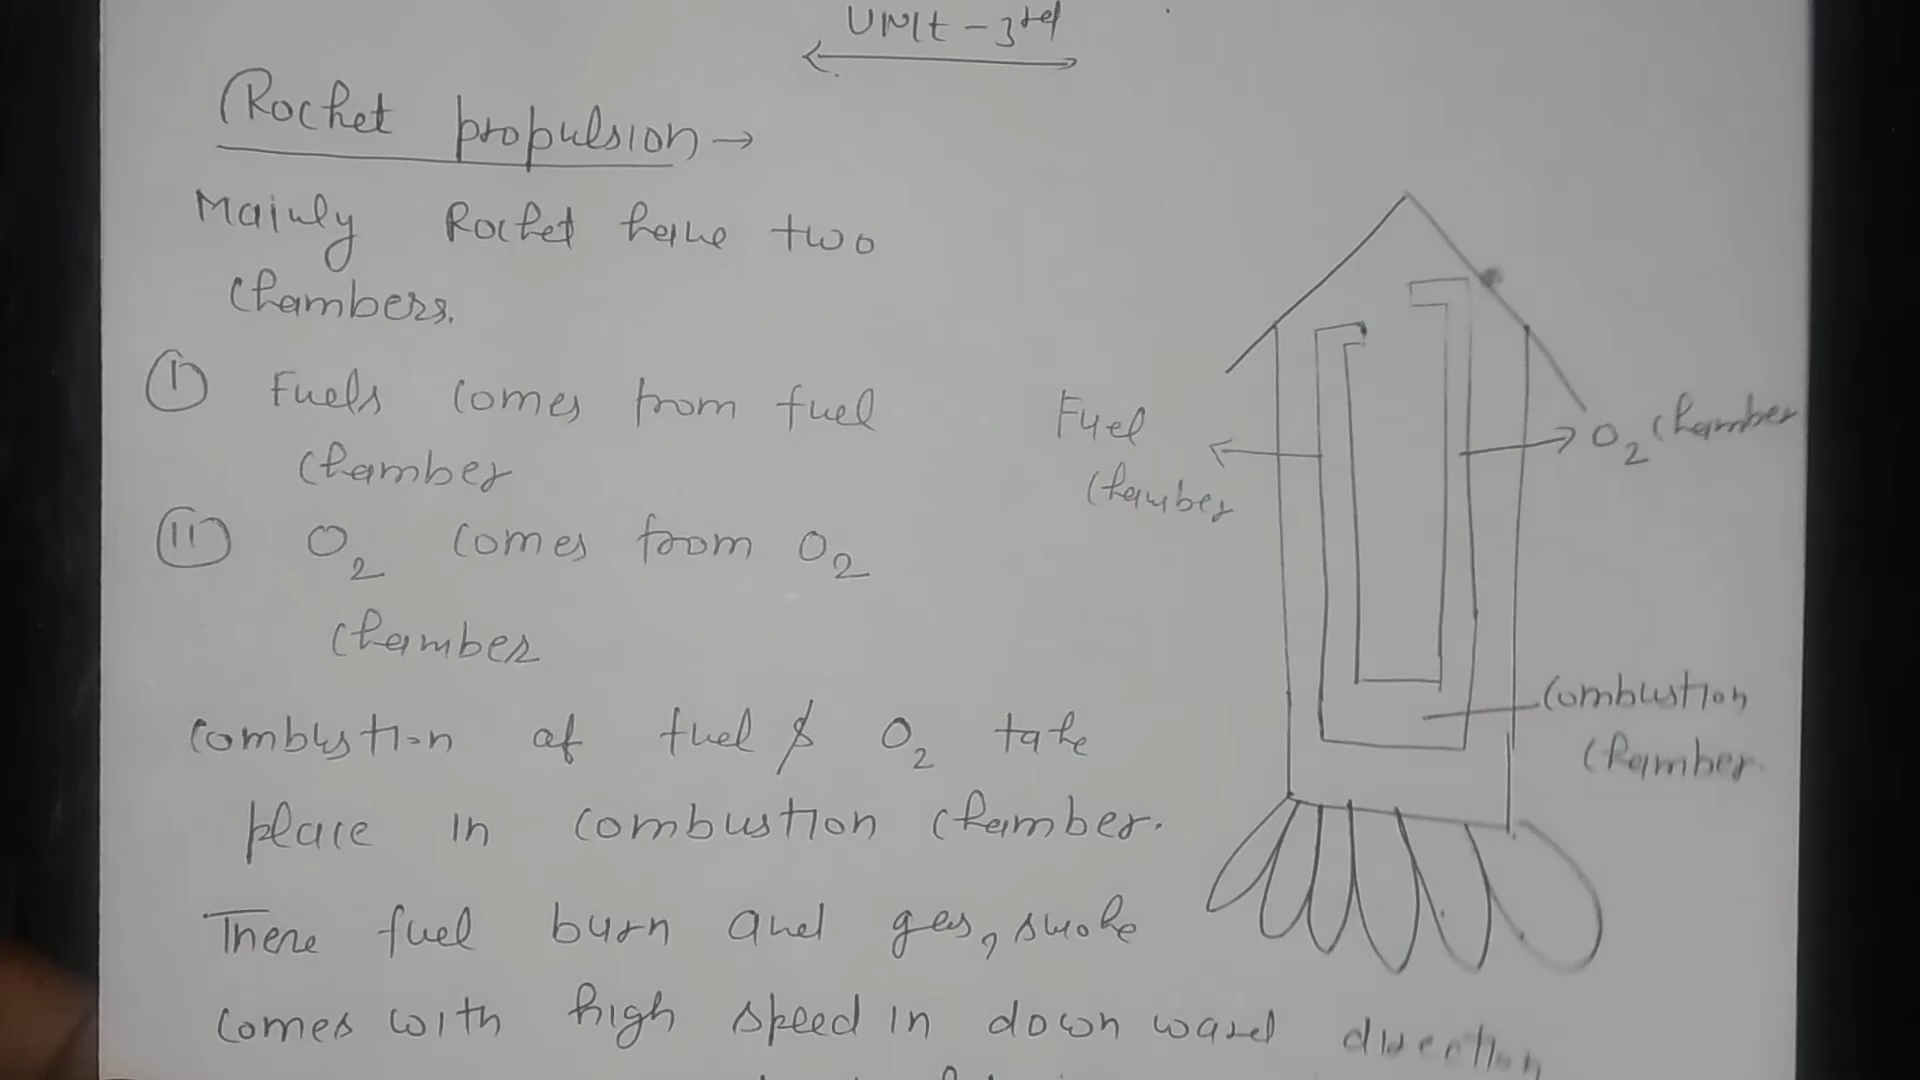 Unit - 3rd
Rocket propulsion →
Mainly Rocket have two
Chambers.
(I) Fuels comes from fuel
chamber
(II) O2 comes from O2
chamber
Combustion of fuel & O2 take
place in combustion chamber.
There fuel burn and gas, smoke
comes with high speed in down ward direction
Fuel
Chamber
O2 Chamber
Combustion
Chamber.